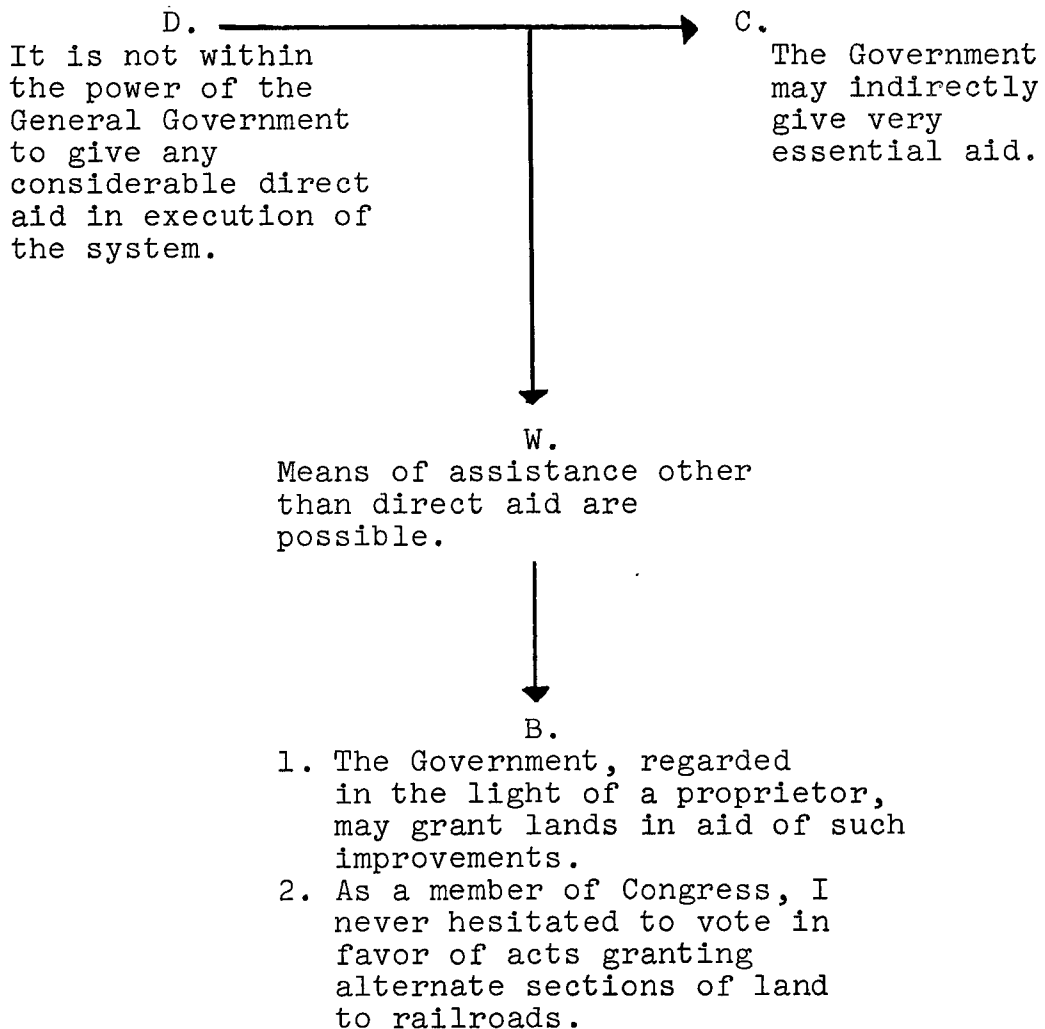 D.
It is not within
the power of the
General Government
to give any
considerable direct
aid in execution of
the system.
C.
The Government
may indirectly
give very
essential aid.
W.
Means of assistance other
than direct aid are
possible.
B.
1. The Government, regarded
in the light of a proprietor,
may grant lands in aid of such
improvements.
2. As a member of Congress, I
never hesitated to vote in
favor of acts granting
alternate sections of land
to railroads.